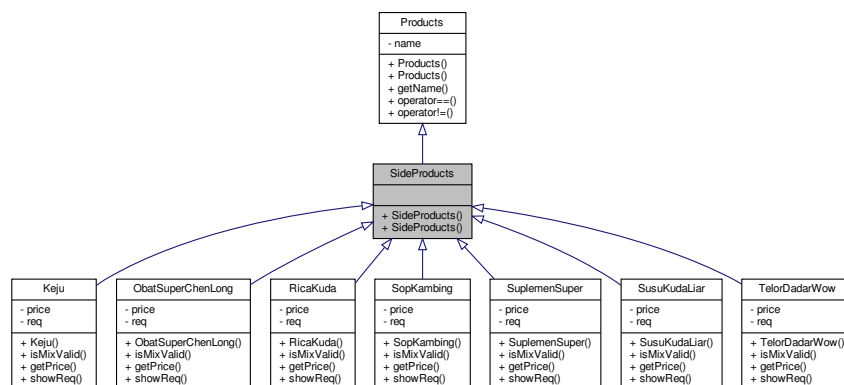 Products
- name
+ Products()
+ Products()
+ getName()
+ operator==()
+ operator!=()
SideProducts
+ SideProducts()
+ SideProducts()
Keju
- price
- req
+ Keju()
+ isMixValid()
+ getPrice()
+ showReq()
ObatSuperChenLong
- price
- req
+ ObatSuperChenLong()
+ isMixValid()
+ getPrice()
+ showReq()
RicaKuda
- price
- req
+ RicaKuda()
+ isMixValid()
+ getPrice()
+ showReq()
SopKambing
- price
- req
+ SopKambing()
+ isMixValid()
+ getPrice()
+ showReq()
SuplemenSuper
- price
- req
+ SuplemenSuper()
+ isMixValid()
+ getPrice()
+ showReq()
SusuKudaLiar
- price
- req
+ SusuKudaLiar()
+ isMixValid()
+ getPrice()
+ showReq()
TelorDadarWow
- price
- req
+ TelorDadarWow()
+ isMixValid()
+ getPrice()
+ showReq()